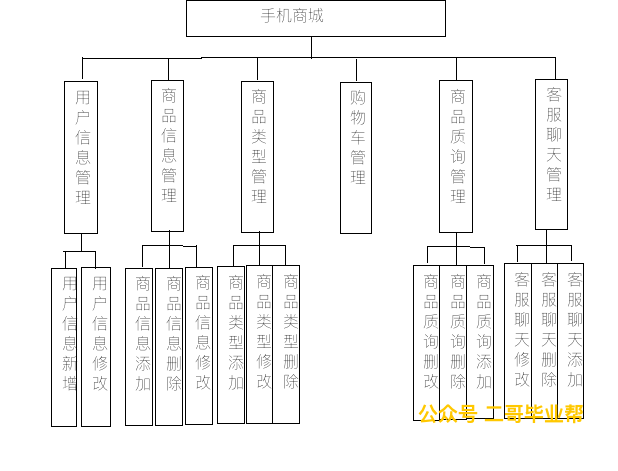 手机商城
用户信息管理
商品信息管理
商品类型管理
购物车管理
商品质询管理
客服聊天管理
用户信息新增
用户信息修改
商品信息添加
商品信息删除
商品信息修改
商品类型添加
商品类型修改
商品类型删除
商品质询删改
商品质询删除
商品质询添加
客服聊天修改
客服聊天删除
客服聊天添加
公众号 二哥毕业帮